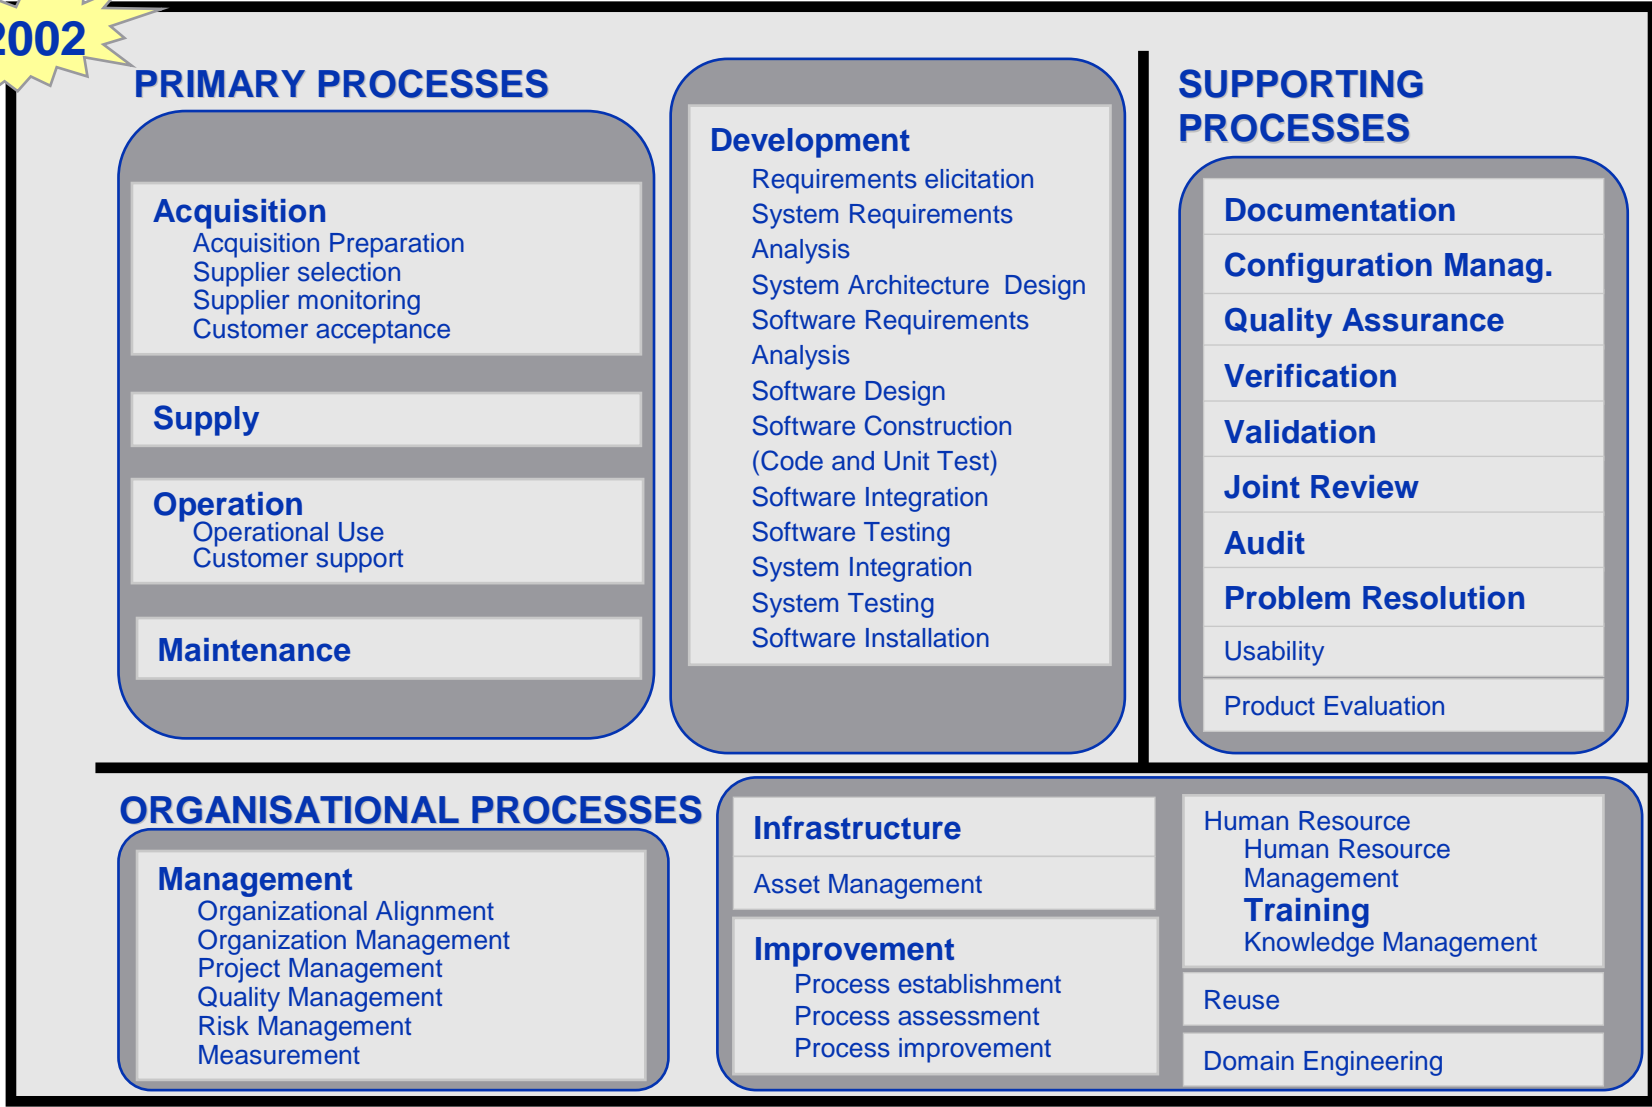 2002
PRIMARY PROCESSES
Acquisition
Acquisition Preparation
Supplier selection
Supplier monitoring
Customer acceptance
Supply
Operation
Operational Use
Customer support
Maintenance
Development
Requirements elicitation
System Requirements
Analysis
System Architecture  Design
Software Requirements
Analysis
Software Design
Software Construction
(Code and Unit Test)
Software Integration
Software Testing
System Integration
System Testing
Software Installation
SUPPORTING
PROCESSES
Documentation
Configuration Manag.
Quality Assurance
Verification
Validation
Joint Review
Audit
Problem Resolution
Usability
Product Evaluation
ORGANISATIONAL PROCESSES
Management
Organizational Alignment
Organization Management
Project Management
Quality Management
Risk Management
Measurement
Infrastructure
Asset Management
Improvement
Process establishment
Process assessment
Process improvement
Human Resource
Human Resource
Management
Training
Knowledge Management
Reuse
Domain Engineering